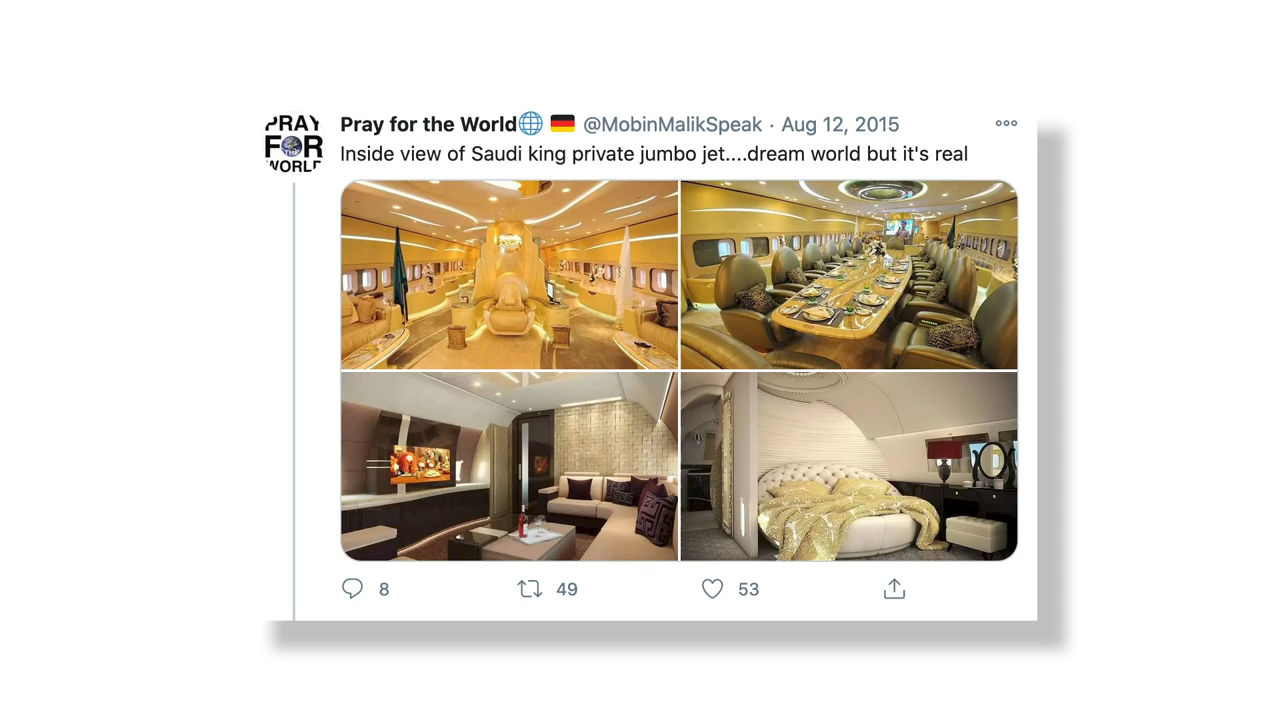 PRAY
FOR
THE
WORLD
Pray for the World @MobinMalikSpeak · Aug 12, 2015
Inside view of Saudi king private jumbo jet....dream world but it's real
8 49 53